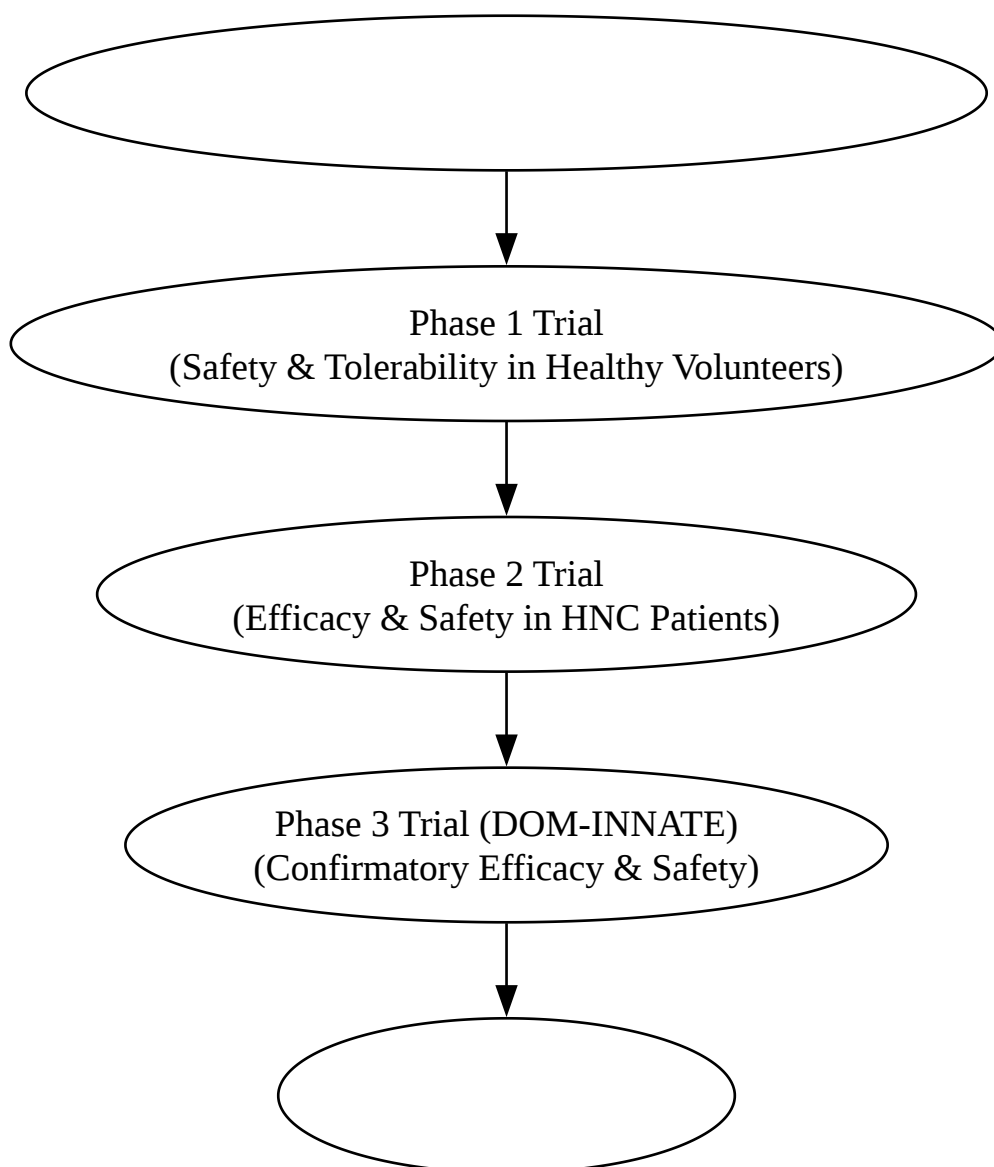 Phase 1 Trial
(Safety & Tolerability in Healthy Volunteers)
Phase 2 Trial
(Efficacy & Safety in HNC Patients)
Phase 3 Trial (DOM-INNATE)
(Confirmatory Efficacy & Safety)